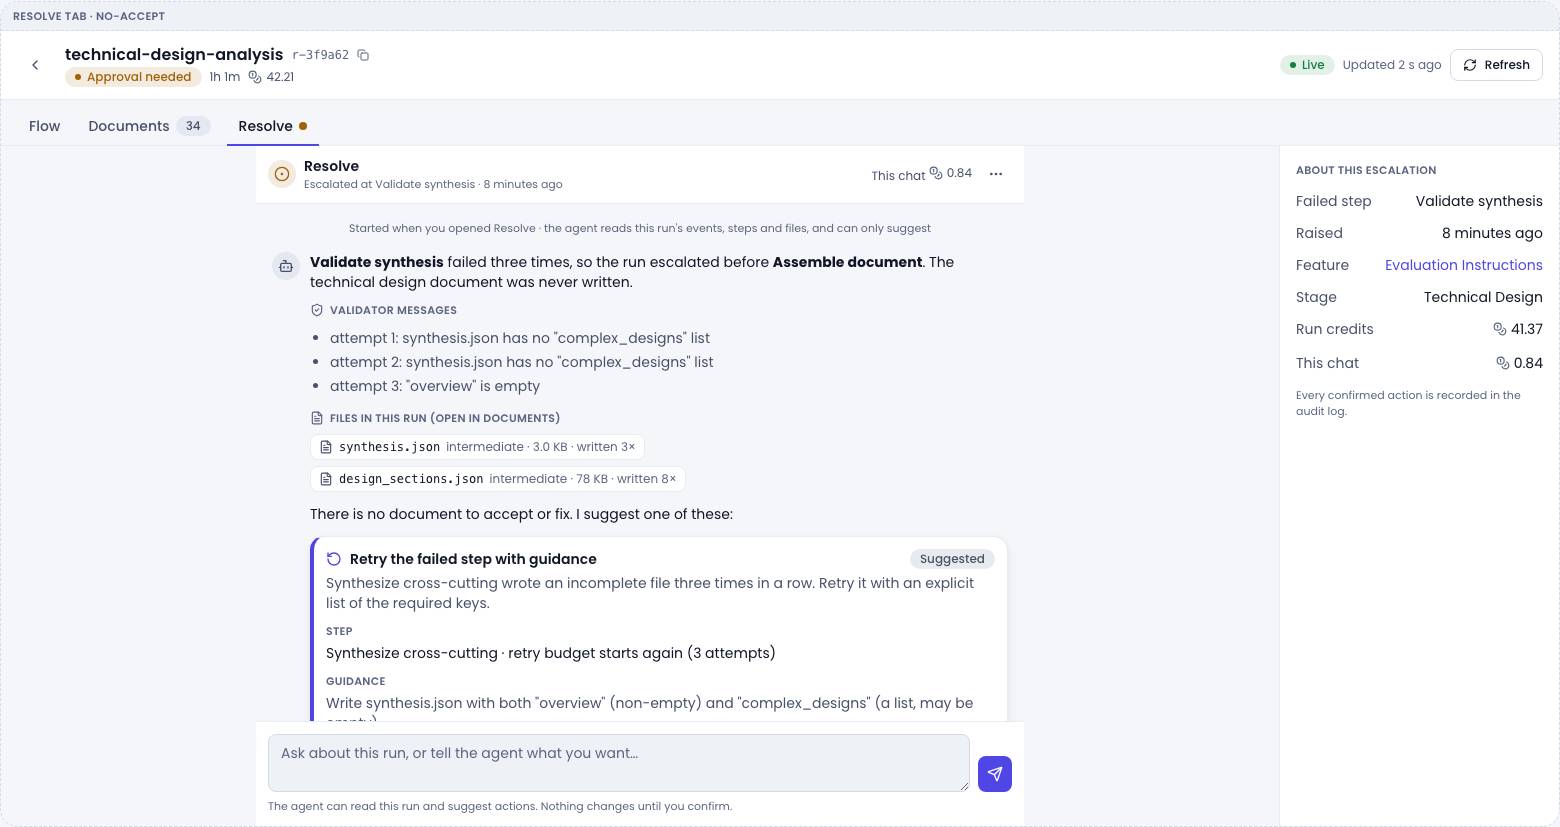 RESOLVE TAB · NO-ACCEPT
technical-design-analysis r–3f9a62
Approval needed 1h 1m 42.21
Live Updated 2 s ago Refresh
Flow Documents 34 Resolve
Resolve
Escalated at Validate synthesis · 8 minutes ago
This chat 0.84
Started when you opened Resolve · the agent reads this run's events, steps and files, and can only suggest
Validate synthesis failed three times, so the run escalated before Assemble document. The
technical design document was never written.
VALIDATOR MESSAGES
• attempt 1: synthesis.json has no "complex_designs" list
• attempt 2: synthesis.json has no "complex_designs" list
• attempt 3: "overview" is empty
FILES IN THIS RUN (OPEN IN DOCUMENTS)
synthesis.json intermediate · 3.0 KB · written 3×
design_sections.json intermediate · 78 KB · written 8×
There is no document to accept or fix. I suggest one of these:
Retry the failed step with guidance Suggested
Synthesize cross-cutting wrote an incomplete file three times in a row. Retry it with an explicit
list of the required keys.
STEP
Synthesize cross-cutting · retry budget starts again (3 attempts)
GUIDANCE
Write synthesis.json with both "overview" (non-empty) and "complex_designs" (a list, may be
empty)
Ask about this run, or tell the agent what you want…
The agent can read this run and suggest actions. Nothing changes until you confirm.
ABOUT THIS ESCALATION
Failed step Validate synthesis
Raised 8 minutes ago
Feature Evaluation Instructions
Stage Technical Design
Run credits 41.37
This chat 0.84
Every confirmed action is recorded in the
audit log.